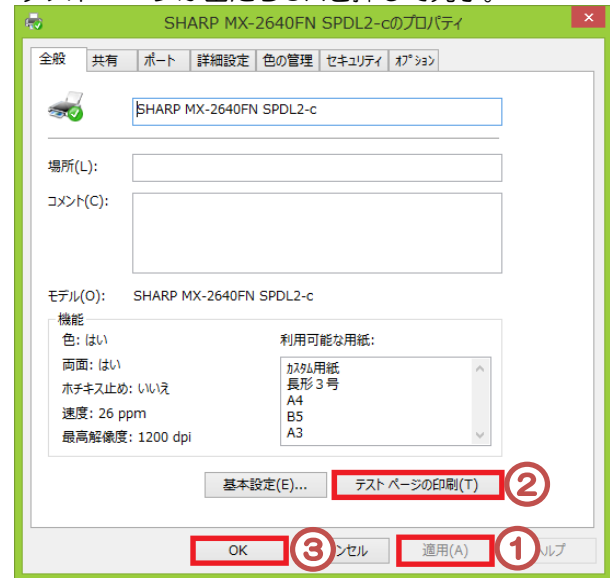 SHARP MX-2640FN SPDL2-cのプロパティ
全般 共有 ポート 詳細設定 色の管理 セキュリティ ｵﾌﾟｼｮﾝ
SHARP MX-2640FN SPDL2-c
場所(L):
コメント(C):
モデル(O): SHARP MX-2640FN SPDL2-c
機能
色: はい 利用可能な用紙:
両面: はい
ホチキス止め: いいえ
速度: 26 ppm
最高解像度: 1200 dpi
ｶｽﾀﾑ用紙
長形３号
A4
B5
A3
基本設定(E)... テスト ページの印刷(T) ②
OK ③ ンセル 適用(A) ① ルプ